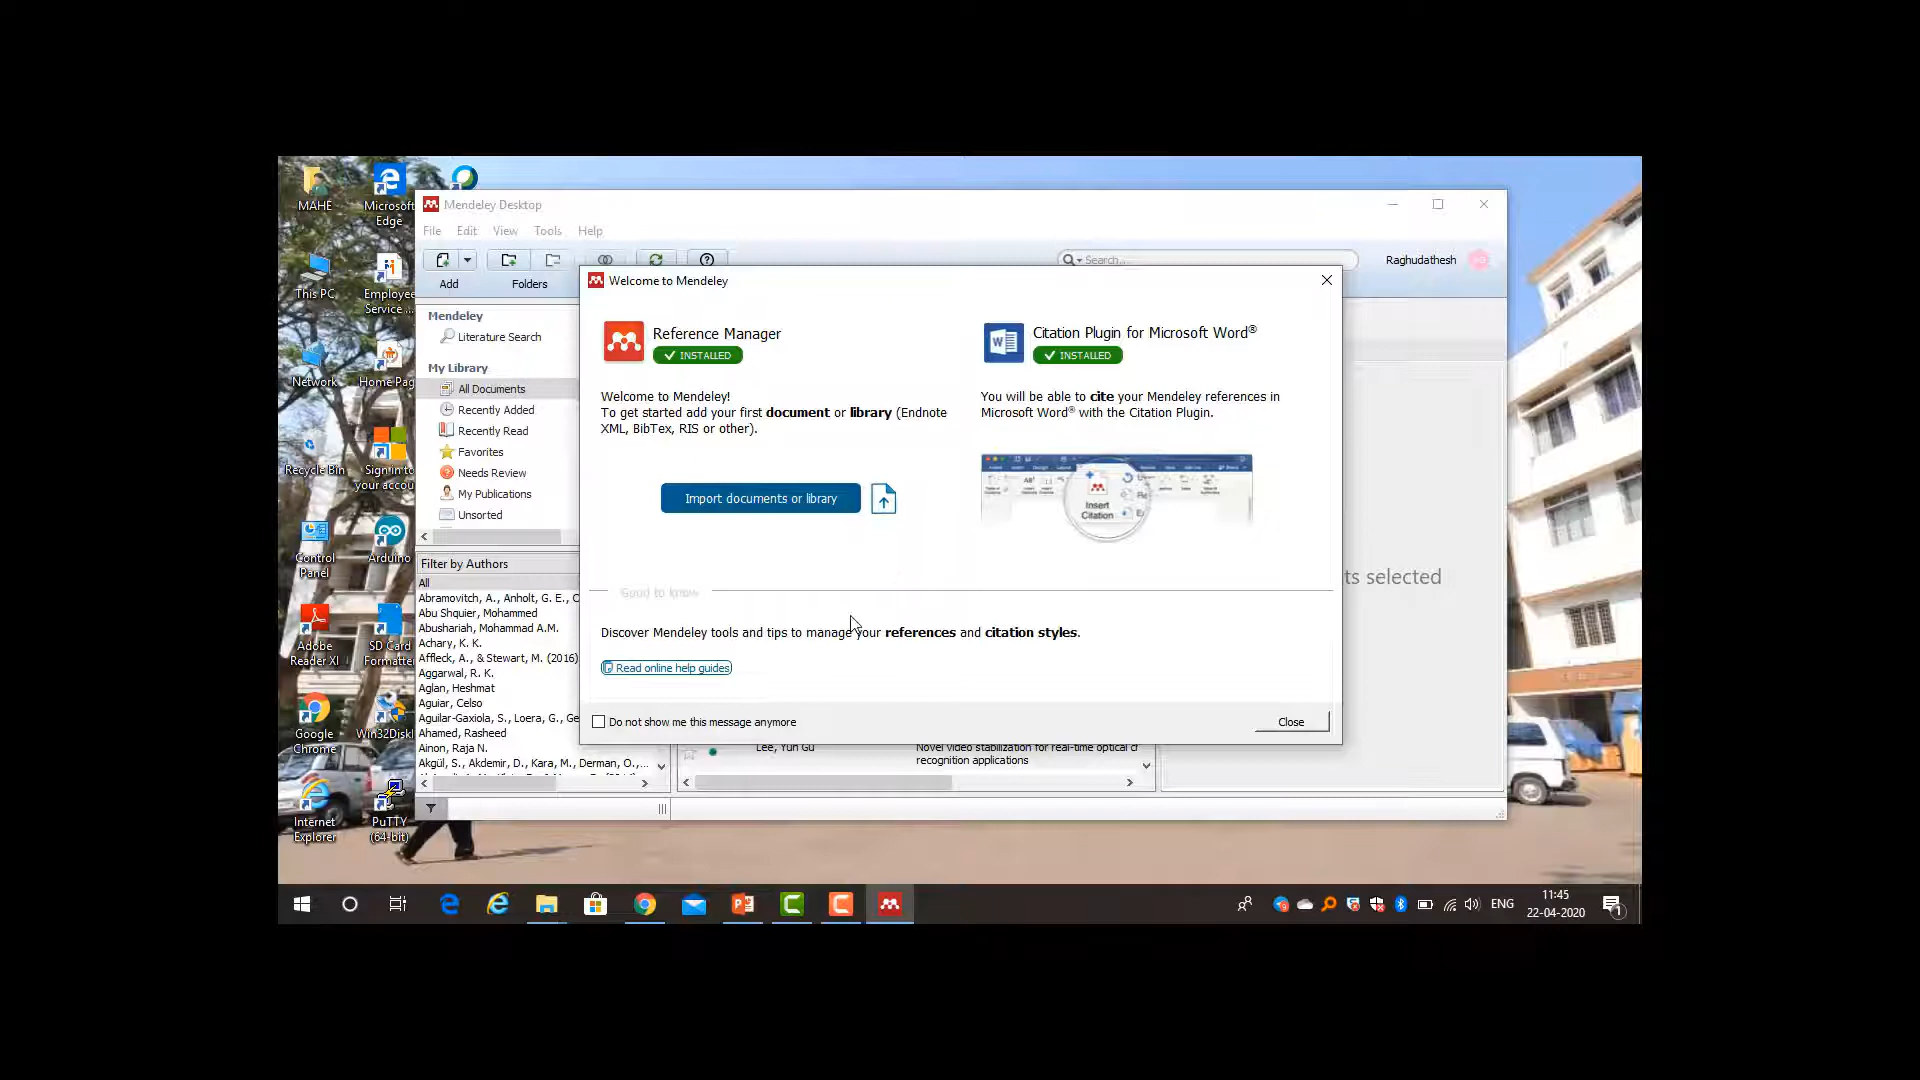 MAHE
Microsoft
Edge
This PC
Employee
Service ...
Network
Home Pag
Recycle Bin
Sign in to
your accou
Control
Panel
Arduino
Adobe
Reader XI
SD Card
Formatter
Google
Chrome
Win32Disk
Internet
Explorer
PuTTY
(64-bit)
Mendeley Desktop
File Edit View Tools Help
Search...
Raghudathesh
Add Folders
Mendeley
Literature Search
My Library
All Documents
Recently Added
Recently Read
Favorites
Needs Review
My Publications
Unsorted
Filter by Authors
All
Abramovitch, A., Anholt, G. E., C
Abu Shquier, Mohammed
Abushariah, Mohammad A.M.
Achary, K. K.
Affleck, A., & Stewart, M. (2016)
Aggarwal, R. K.
Aglan, Heshmat
Aguiar, Celso
Aguilar-Gaxiola, S., Loera, G., Ge
Ahamed, Rasheed
Ainon, Raja N.
Akgül, S., Akdemir, D., Kara, M., Derman, O.,...
Welcome to Mendeley
Reference Manager
INSTALLED
Welcome to Mendeley!
To get started add your first document or library (Endnote
XML, BibTex, RIS or other).
Import documents or library
Citation Plugin for Microsoft Word®
INSTALLED
You will be able to cite your Mendeley references in
Microsoft Word® with the Citation Plugin.
Insert
Citation
Good to know
Discover Mendeley tools and tips to manage your references and citation styles.
Read online help guides
Do not show me this message anymore
Close
ts selected
Lee, Yun Gu
Novel video stabilization for real-time optical cf
recognition applications
ENG
11:45
22-04-2020
1